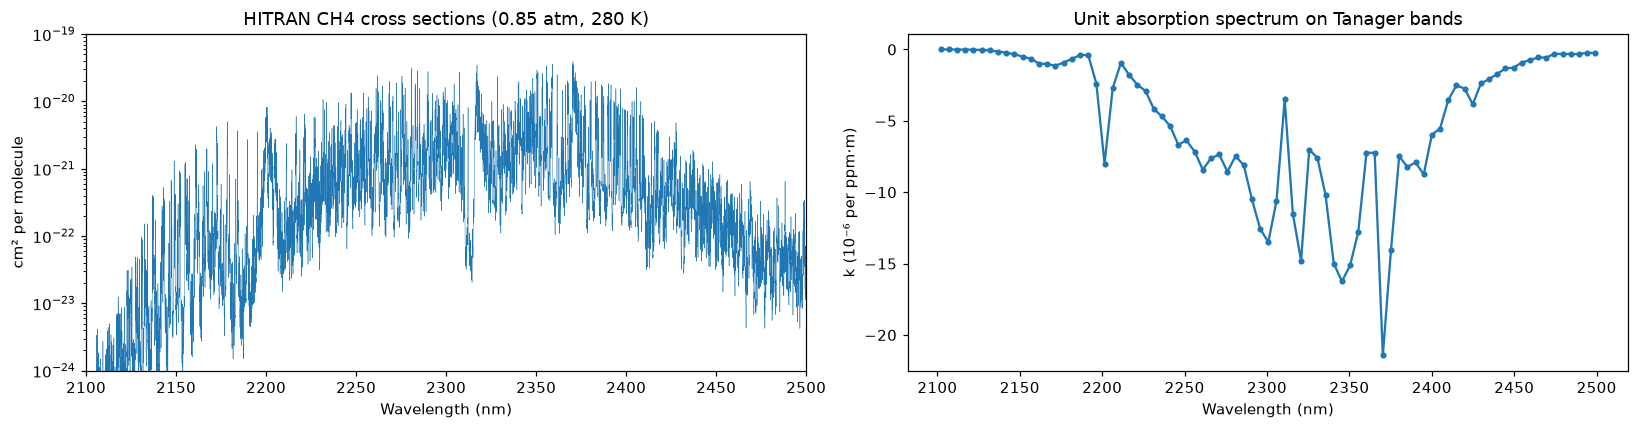 HITRAN CH4 cross sections (0.85 atm, 280 K)
cm² per molecule
10⁻¹⁹
10⁻²⁰
10⁻²¹
10⁻²²
10⁻²³
10⁻²⁴
2100 2150 2200 2250 2300 2350 2400 2450 2500
Wavelength (nm)
Unit absorption spectrum on Tanager bands
k (10⁻⁶ per ppm·m)
0
−5
−10
−15
−20
2100 2150 2200 2250 2300 2350 2400 2450 2500
Wavelength (nm)